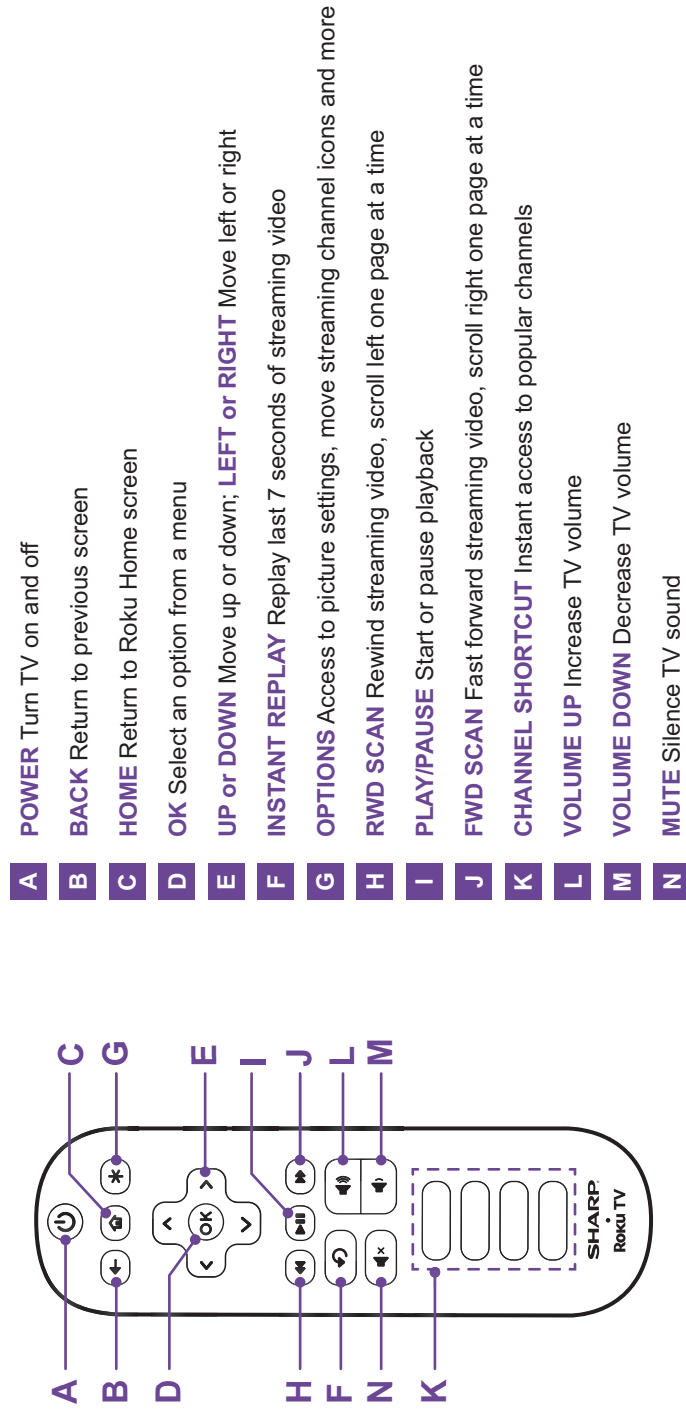 A
B
C
D
E
F
G
H
I
J
K
L
M
N
OK
SHARP
Roku TV
A POWER Turn TV on and off
B BACK Return to previous screen
C HOME Return to Roku Home screen
D OK Select an option from a menu
E UP or DOWN Move up or down; LEFT or RIGHT Move left or right
F INSTANT REPLAY Replay last 7 seconds of streaming video
G OPTIONS Access to picture settings, move streaming channel icons and more
H RWD SCAN Rewind streaming video, scroll left one page at a time
I PLAY/PAUSE Start or pause playback
J FWD SCAN Fast forward streaming video, scroll right one page at a time
K CHANNEL SHORTCUT Instant access to popular channels
L VOLUME UP Increase TV volume
M VOLUME DOWN Decrease TV volume
N MUTE Silence TV sound